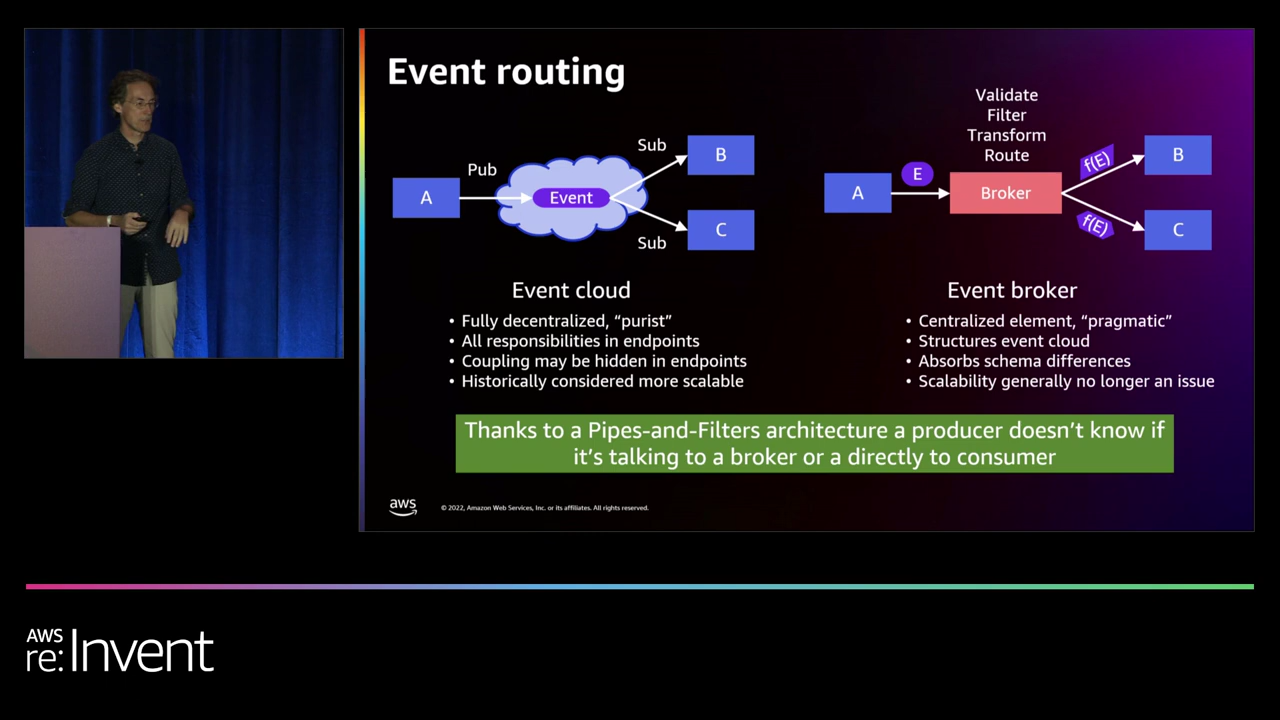 Event routing
Pub
A
Event
Sub
B
Sub
C
Validate
Filter
Transform
Route
A
E
Broker
f(E)
B
f(E)
C
Event cloud
• Fully decentralized, “purist”
• All responsibilities in endpoints
• Coupling may be hidden in endpoints
• Historically considered more scalable
Event broker
• Centralized element, “pragmatic”
• Structures event cloud
• Absorbs schema differences
• Scalability generally no longer an issue
Thanks to a Pipes-and-Filters architecture a producer doesn’t know if
it’s talking to a broker or a directly to consumer
aws
© 2022, Amazon Web Services, Inc. or its affiliates. All rights reserved.
AWS
re:Invent